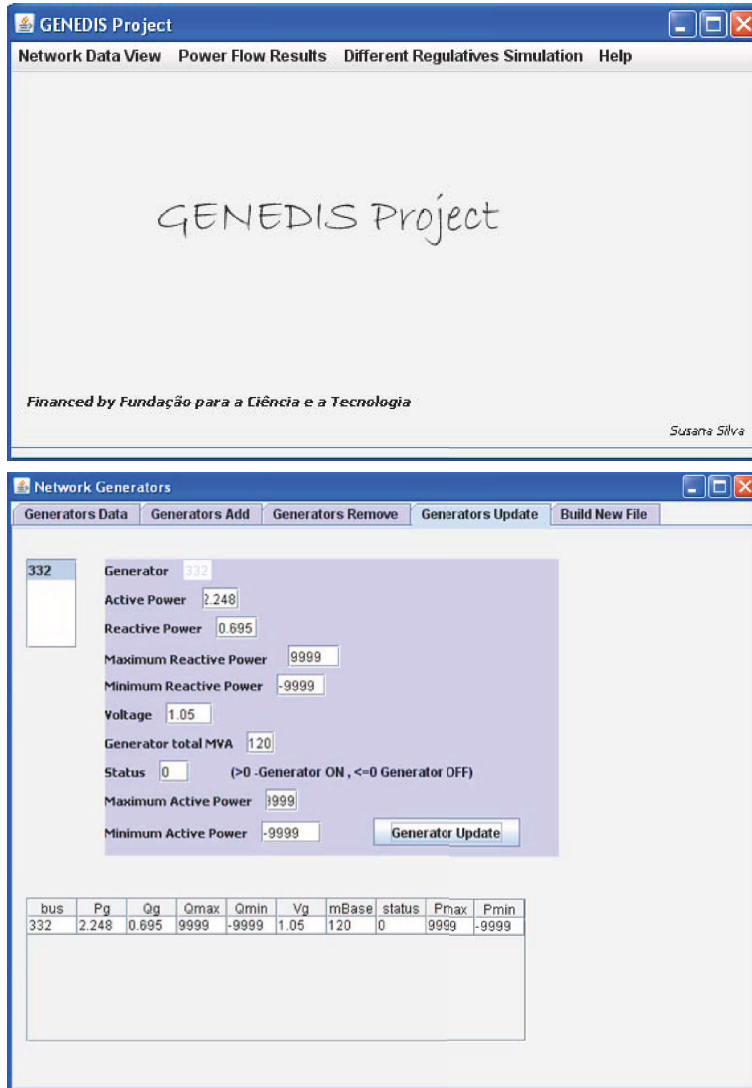 GENEDIS Project
Network Data View Power Flow Results Different Regulatives Simulation Help
GENEDIS Project
Financed by Fundação para a Ciência e a Tecnologia
Susana Silva
Network Generators
Generators Data Generators Add Generators Remove Generators Update Build New File
332
Generator 332
Active Power 2.248
Reactive Power 0.695
Maximum Reactive Power 9999
Minimum Reactive Power -9999
Voltage 1.05
Generator total MVA 120
Status 0 (>0 -Generator ON , <=0 Generator OFF)
Maximum Active Power 9999
Minimum Active Power -9999 Generator Update
bus Pg Qg Qmax Qmin Vg mBase status Pmax Pmin
332 2.248 0.695 9999 -9999 1.05 120 0 9999 -9999